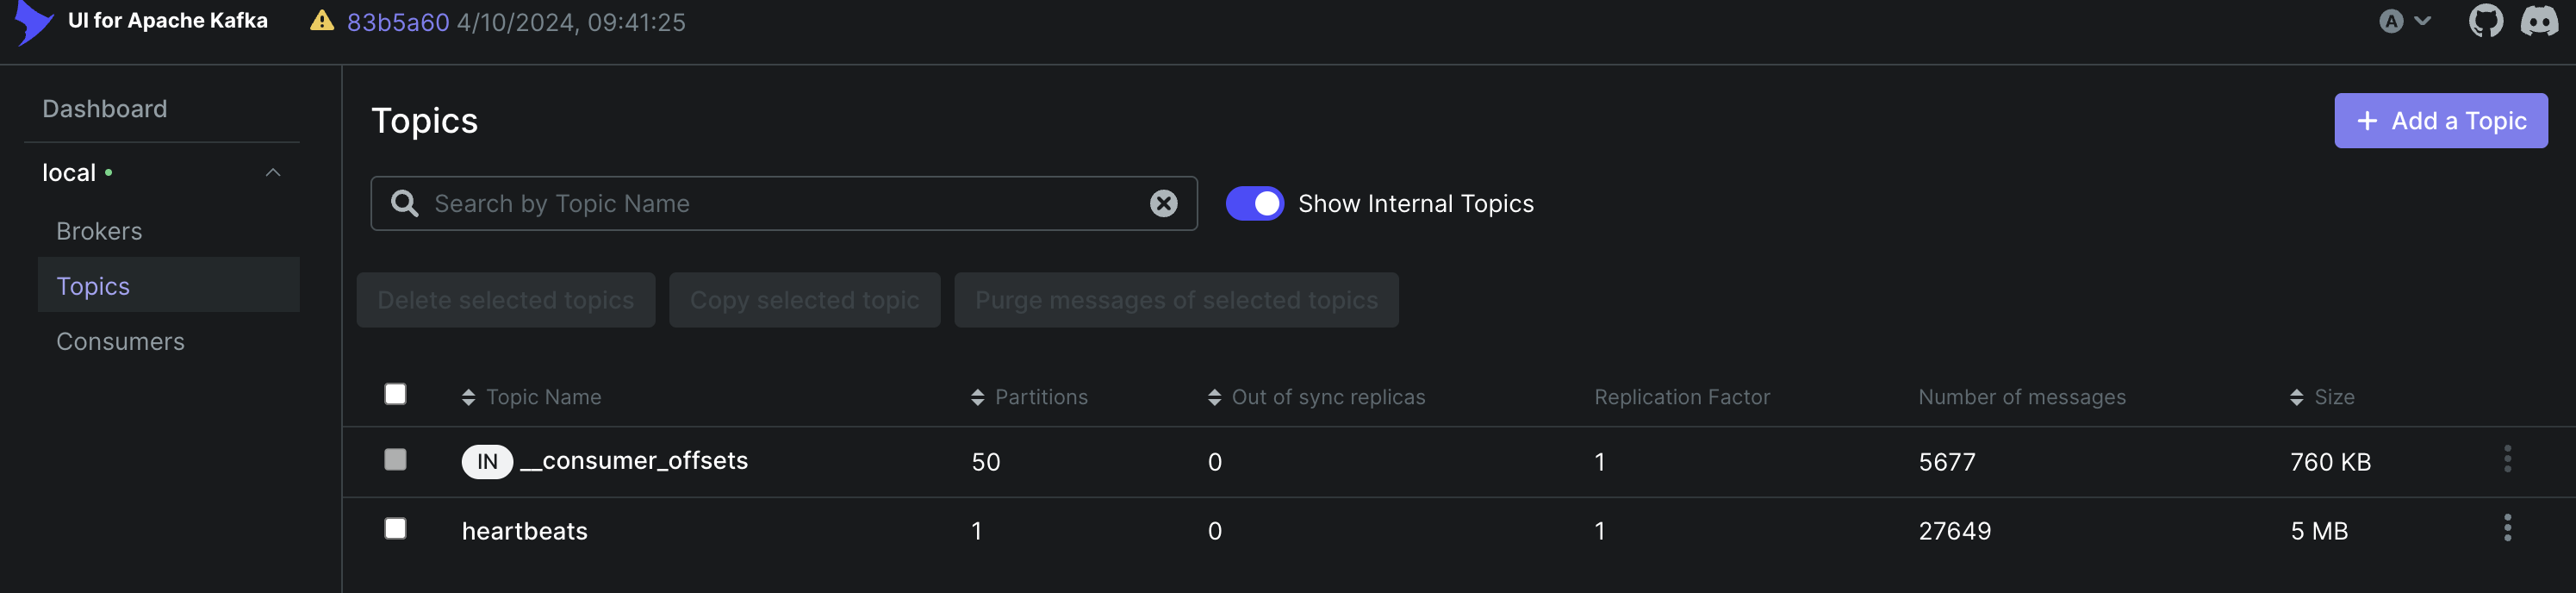 UI for Apache Kafka 83b5a60 4/10/2024, 09:41:25 A
Dashboard
local
Brokers
Topics
Consumers
Topics
+ Add a Topic
Search by Topic Name
Show Internal Topics
Delete selected topics Copy selected topic Purge messages of selected topics
Topic Name Partitions Out of sync replicas Replication Factor Number of messages Size
IN __consumer_offsets 50 0 1 5677 760 KB
heartbeats 1 0 1 27649 5 MB